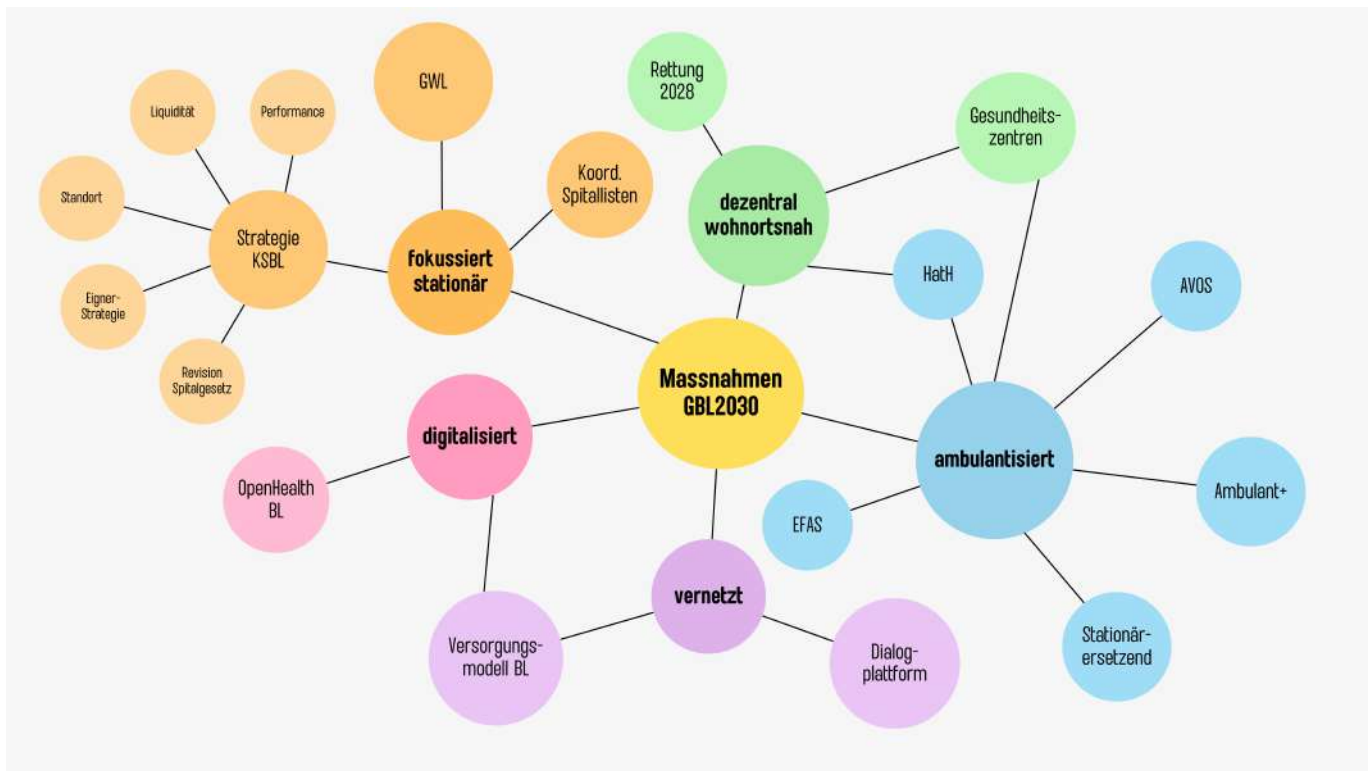 GWL
Rettung
2028
Liquidität
Performance
Gesundheits-
zentren
Koord.
Spitallisten
Standort
dezentral
wohnortsnah
Strategie
KSBL
fokussiert
stationär
HatH
AVOS
Eigner-
Strategie
Revision
Spitalgesetz
Massnahmen
GBL2030
digitalisiert
ambulantisiert
OpenHealth
BL
EFAS
Ambulant+
vernetzt
Versorgungs-
modell BL
Dialog-
plattform
Stationär-
ersetzend